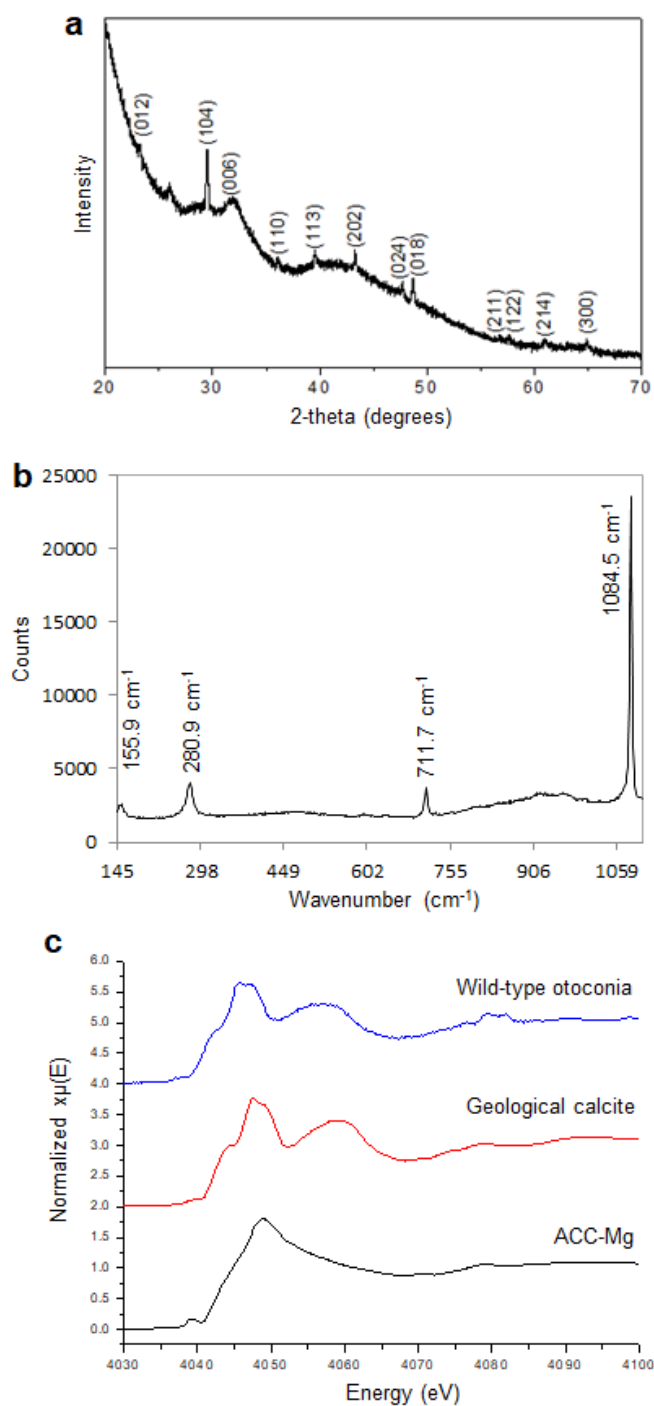 a
(012)
(104)
(006)
(110)
(113)
(202)
(024)
(018)
(211)
(122)
(214)
(300)
Intensity
20 30 40 50 60 70
2-theta (degrees)
b
25000
20000
15000
10000
5000
0
Counts
155.9 cm-1
280.9 cm-1
711.7 cm-1
1084.5 cm-1
145 298 449 602 755 906 1059
Wavenumber (cm-1)
c
6.0
5.5
5.0
4.5
4.0
3.5
3.0
2.5
2.0
1.5
1.0
0.5
0.0
Normalized xμ(E)
Wild-type otoconia
Geological calcite
ACC-Mg
4030 4040 4050 4060 4070 4080 4090 4100
Energy (eV)